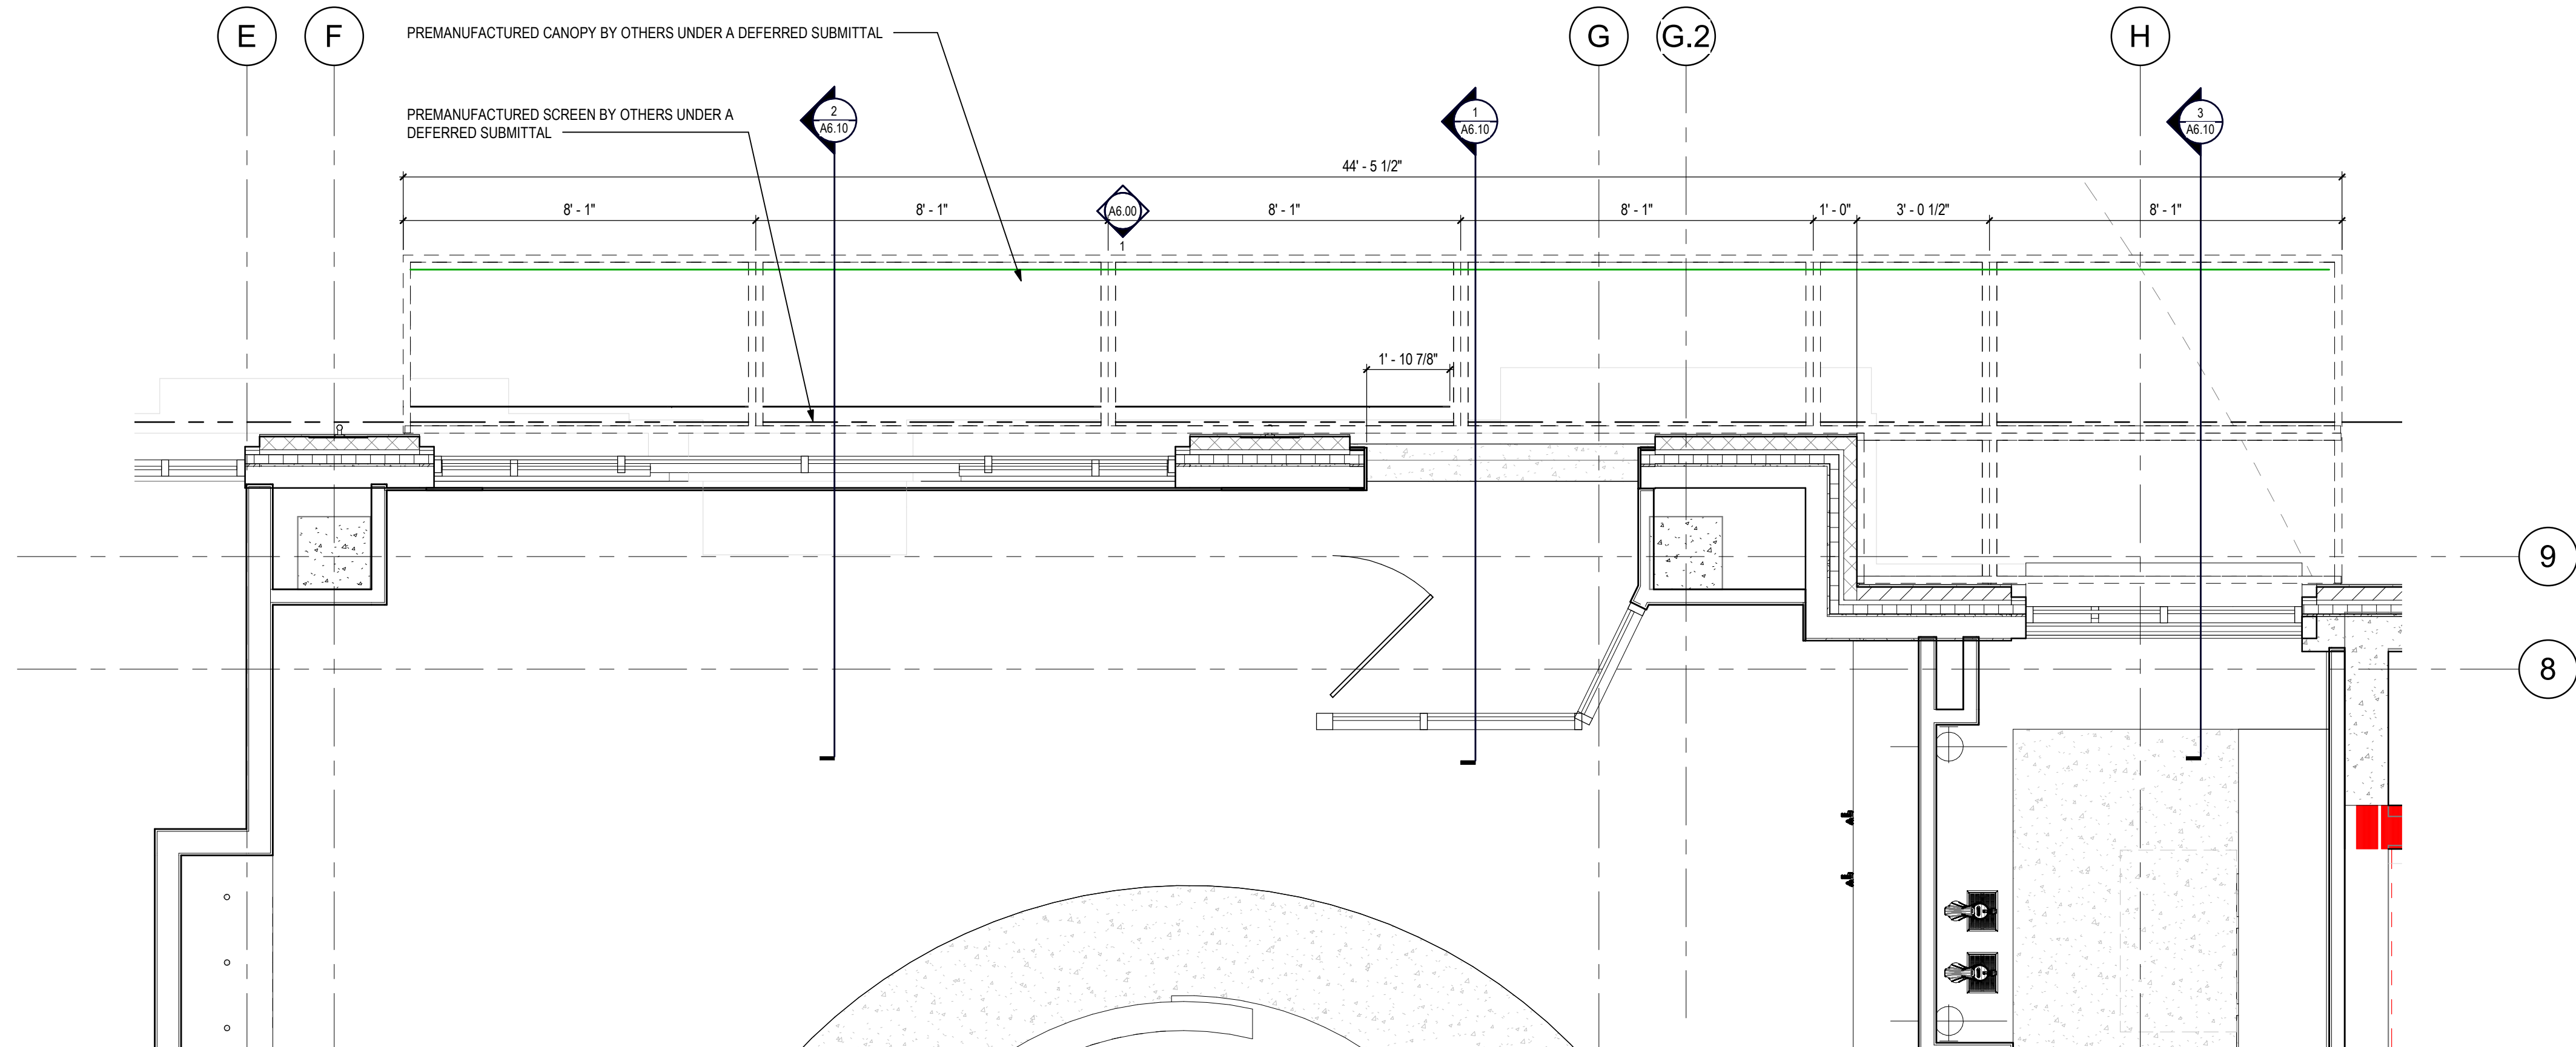 E
F
PREMANUFACTURED CANOPY BY OTHERS UNDER A DEFERRED SUBMITTAL
G
G.2
H
PREMANUFACTURED SCREEN BY OTHERS UNDER A
DEFERRED SUBMITTAL
2
A6.10
1
A6.10
3
A6.10
44' - 5 1/2"
8' - 1"
8' - 1"
A6.00
1
8' - 1"
8' - 1"
1' - 0"
3' - 0 1/2"
8' - 1"
1' - 10 7/8"
9
8